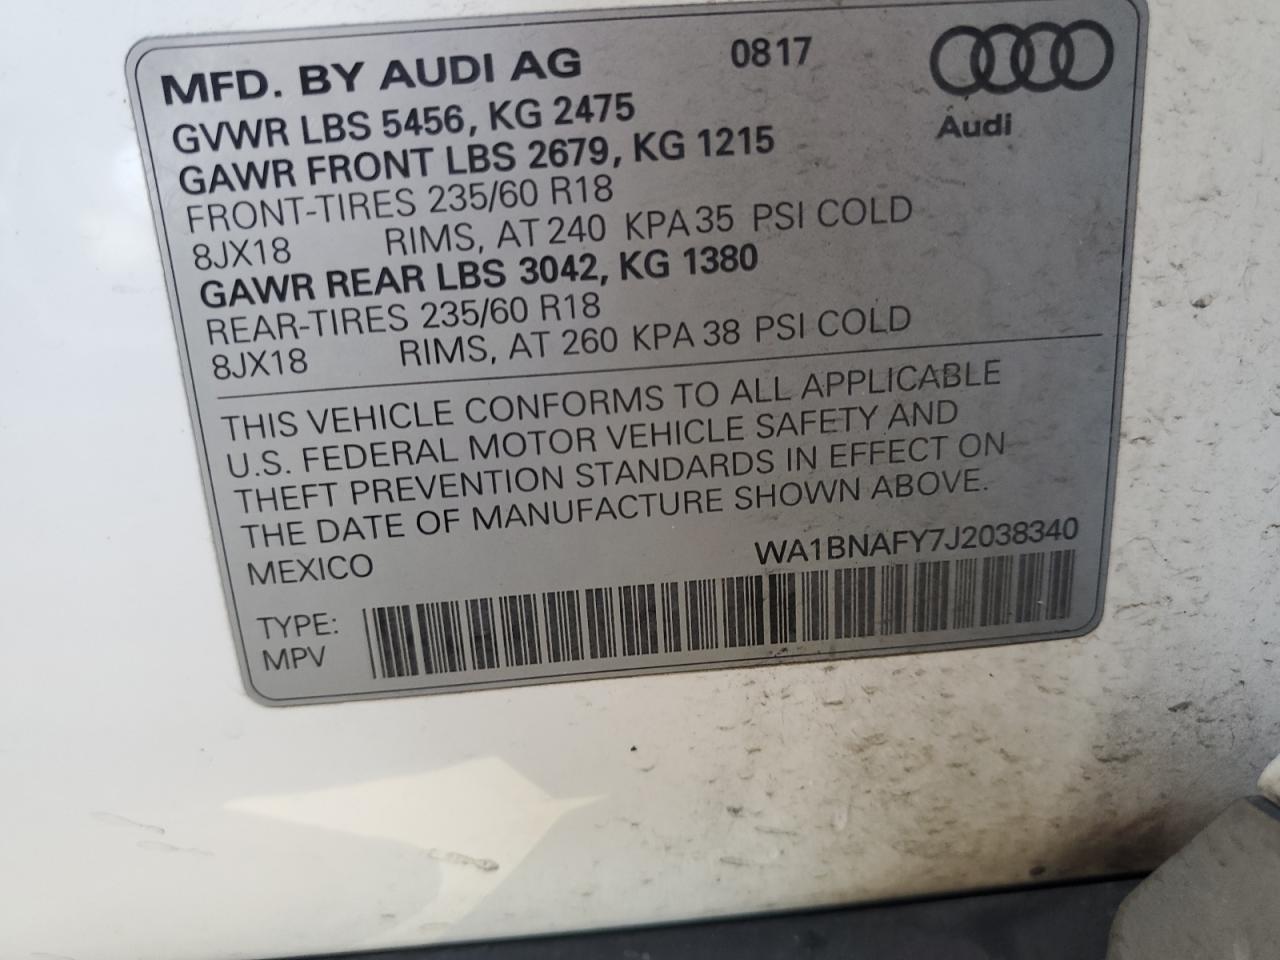 MFD. BY AUDI AG 0817
Audi
GVWR LBS 5456, KG 2475
GAWR FRONT LBS 2679, KG 1215
FRONT-TIRES 235/60 R18
8JX18 RIMS, AT 240 KPA 35 PSI COLD
GAWR REAR LBS 3042, KG 1380
REAR-TIRES 235/60 R18
8JX18 RIMS, AT 260 KPA 38 PSI COLD
THIS VEHICLE CONFORMS TO ALL APPLICABLE
U.S. FEDERAL MOTOR VEHICLE SAFETY AND
THEFT PREVENTION STANDARDS IN EFFECT ON
THE DATE OF MANUFACTURE SHOWN ABOVE.
MEXICO WA1BNAFY7J2038340
TYPE:
MPV